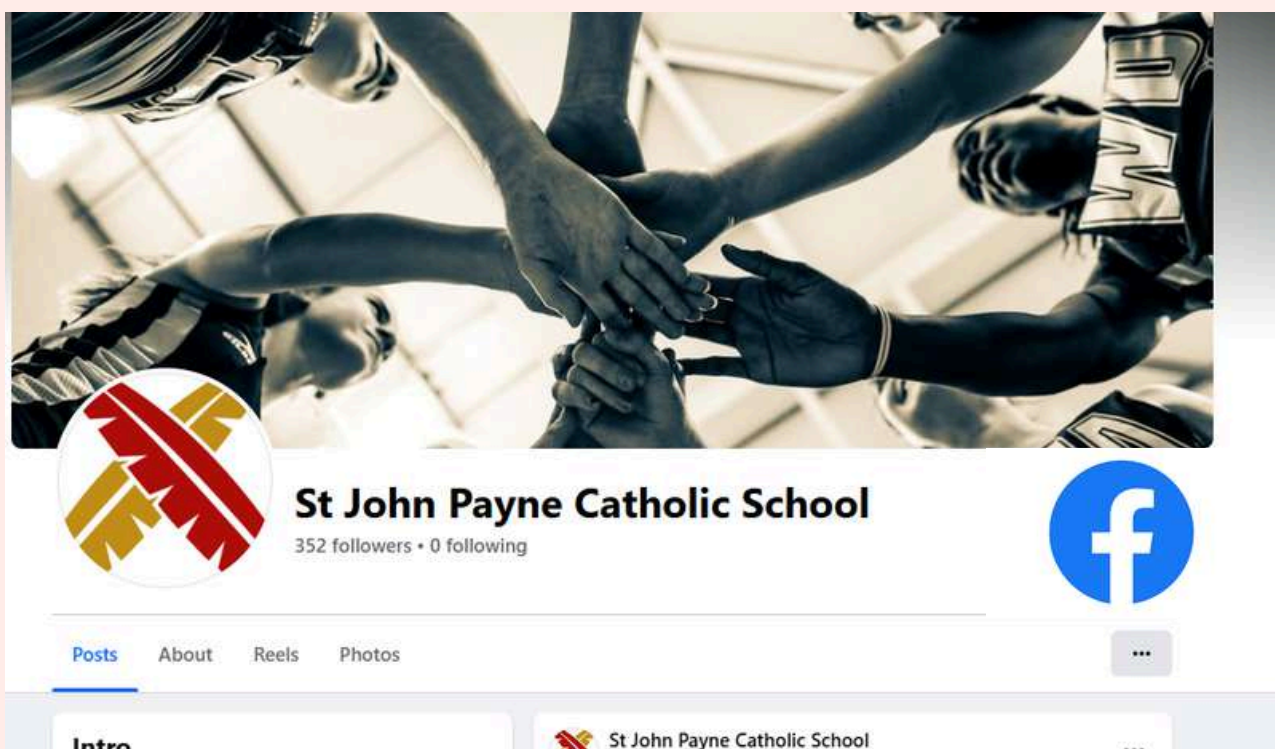 WD
St John Payne Catholic School
352 followers • 0 following
Posts About Reels Photos
Intro
St John Payne Catholic School